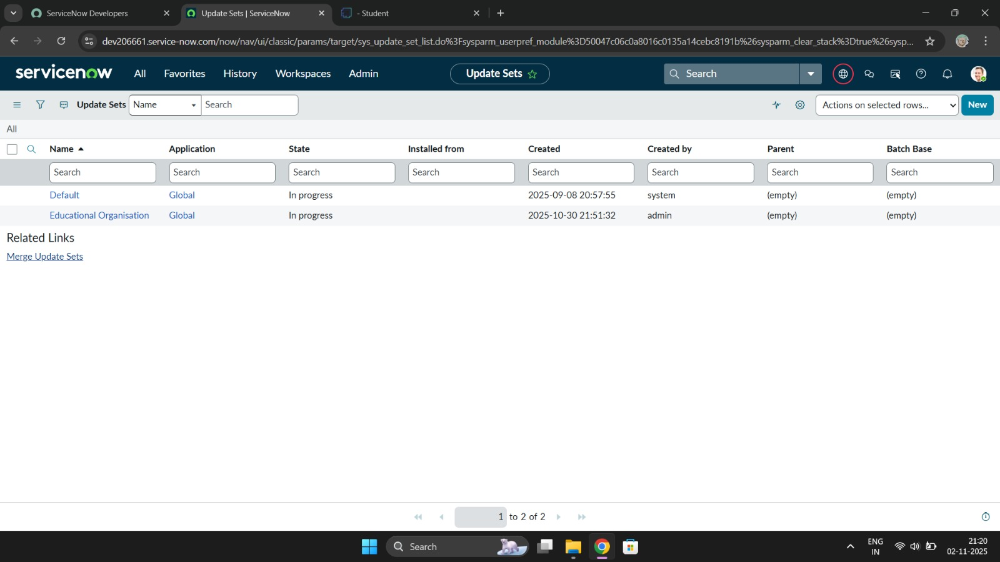 ServiceNow Developers
Update Sets | ServiceNow
- Student
dev206661.service-now.com/now/nav/ui/classic/params/target/sys_update_set_list.do%3Fsysparm_userpref_module%3D50047c06c0a8016c0135a14cebc8191b%26sysparm_clear_stack%3Dtrue%26sysp...
servicenow All Favorites History Workspaces Admin Update Sets Search
Update Sets Name Search Actions on selected rows... New
All
Name Application State Installed from Created Created by Parent Batch Base
Search Search Search Search Search Search Search Search
Default Global In progress 2025-09-08 20:57:55 system (empty) (empty)
Educational Organisation Global In progress 2025-10-30 21:51:32 admin (empty) (empty)
Related Links
Merge Update Sets
1 to 2 of 2
Search
ENG
IN
21:20
02-11-2025